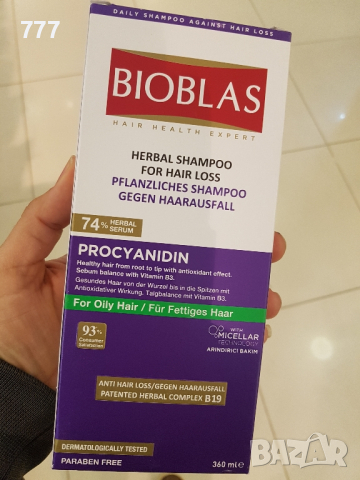 777
DAILY SHAMPOO AGAINST HAIR LOSS
BIOBLAS
HAIR HEALTH EXPERT
HERBAL SHAMPOO
FOR HAIR LOSS
PFLANZLICHES SHAMPOO
GEGEN HAARAUSFALL
74% HERBAL SERUM
PROCYANIDIN
Healthy hair from root to tip with antioxidant effect.
Sebum balance with Vitamin B3.
Gesundes Haar von der Wurzel bis in die Spitzen mit
Antioxidativer Wirkung. Talgbalance mit Vitamin B3.
For Oily Hair / Für Fettiges Haar
93%
Consumer
Satisfaction
WITH
MICELLAR
TECHNOLOGY
ARINDIRICI BAKIM
ANTI HAIR LOSS/GEGEN HAARAUSFALL
PATENTED HERBAL COMPLEX B19
DERMATOLOGICALLY TESTED
PARABEN FREE
360 ml e
BAZAR